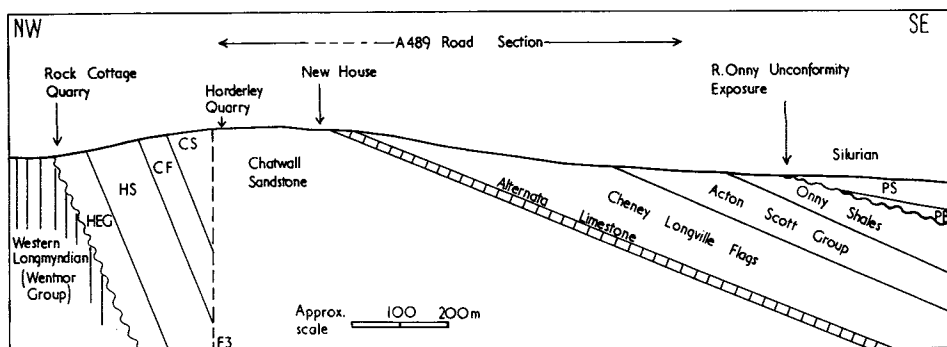 NW
SE
A489 Road Section
Rock Cottage
Quarry
Horderley
Quarry
New House
R.Onny Unconformity
Exposure
Silurian
CS
CF
HS
HEG
Chatwall
Sandstone
Alternata
Limestone
Cheney
Longville
Flags
Acton
Scott
Group
Onny
Shales
PS
PB
Western
Longmyndian
(Wentnor
Group)
F3
Approx.
scale
100
200m